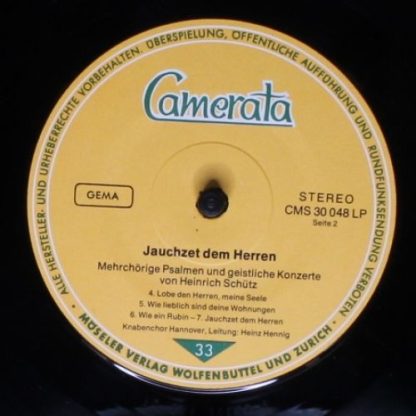 ALLE HERSTELLER- UND URHEBERRECHTE VORBEHALTEN. ÜBERSPIELUNG, ÖFFENTLICHE AUFFÜHRUNG UND RUNDFUNKSENDUNG VERBOTEN
Camerata
GEMA
STEREO
CMS 30 048 LP
Seite 2
Jauchzet dem Herren
Mehrchörige Psalmen und geistliche Konzerte
von Heinrich Schütz
4. Lobe den Herren, meine Seele
5. Wie lieblich sind deine Wohnungen
6. Wie ein Rubin – 7. Jauchzet dem Herren
Knabenchor Hannover, Leitung: Heinz Hennig
33
MÖSELER VERLAG WOLFENBÜTTEL UND ZÜRICH